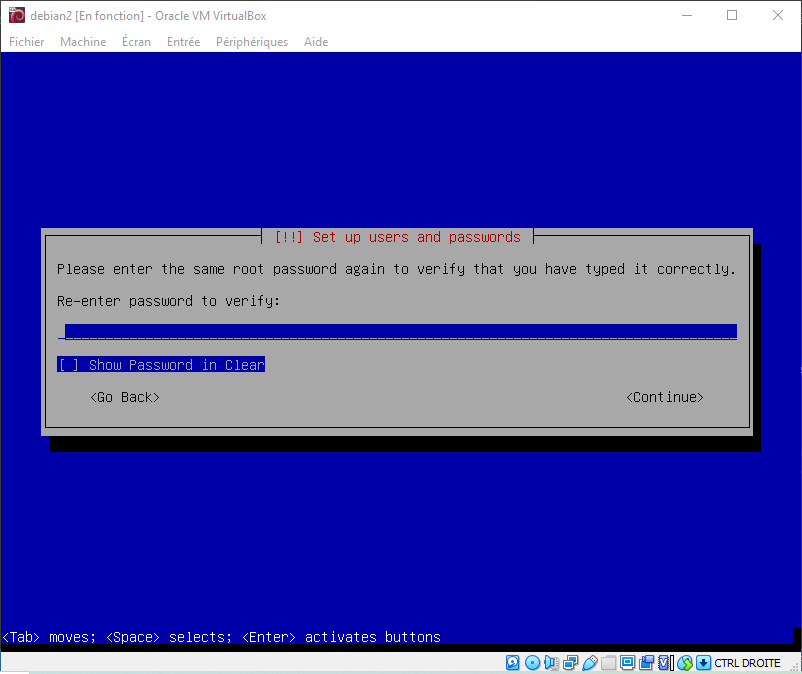 debian2 [En fonction] - Oracle VM VirtualBox
Fichier Machine Écran Entrée Périphériques Aide
[!!] Set up users and passwords
Please enter the same root password again to verify that you have typed it correctly.
Re-enter password to verify:
[ ] Show Password in Clear
<Go Back> <Continue>
<Tab> moves; <Space> selects; <Enter> activates buttons
CTRL DROITE